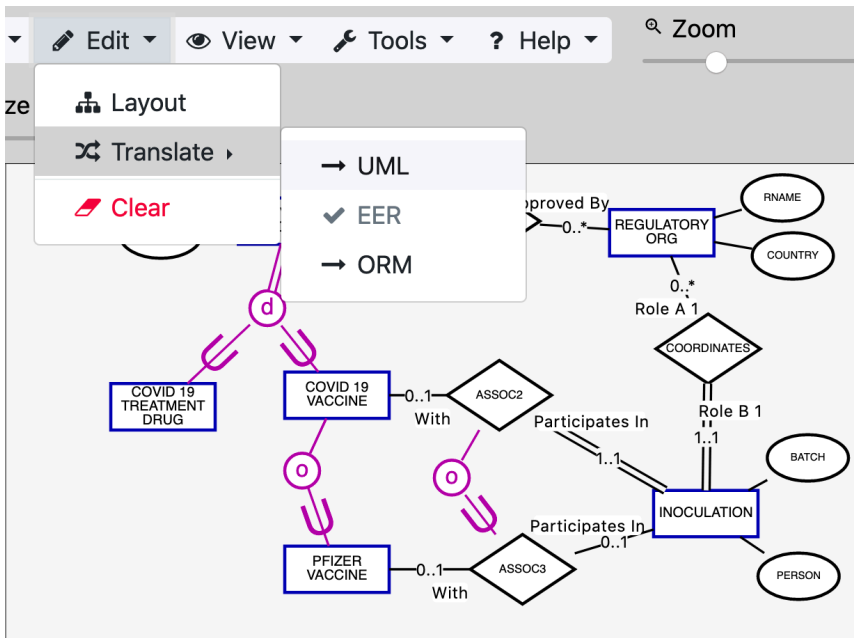 Edit
View
Tools
? Help
Zoom
ze
Layout
Translate
Clear
UML
EER
ORM
proved By
0..*
REGULATORY
ORG
RNAME
COUNTRY
0..*
Role A 1
COORDINATES
Role B 1
1..1
d
COVID 19
TREATMENT
DRUG
COVID 19
VACCINE
0..1
With
ASSOC2
Participates In
1..1
o
o
BATCH
INOCULATION
PERSON
Participates In
0..1
PFIZER
VACCINE
0..1
With
ASSOC3